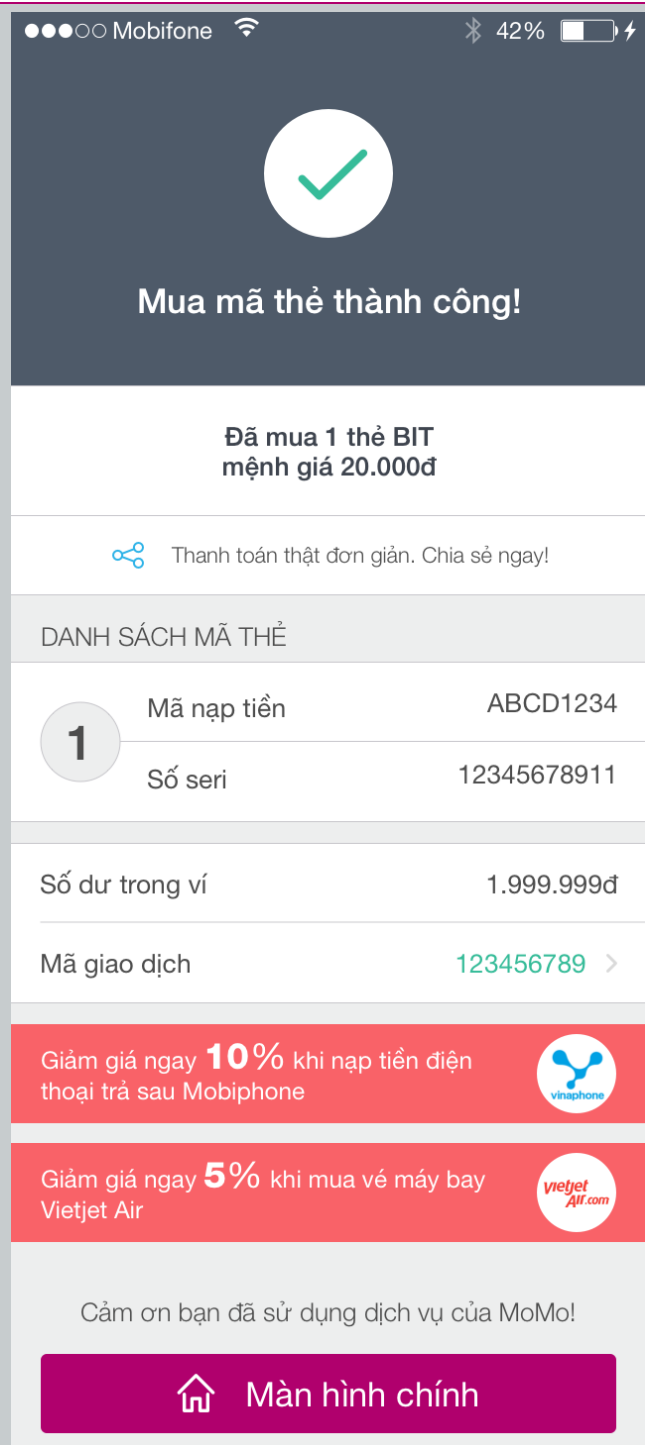 Mobifone 42%
Mua mã thẻ thành công!
Đã mua 1 thẻ BIT
mệnh giá 20.000đ
Thanh toán thật đơn giản. Chia sẻ ngay!
DANH SÁCH MÃ THẺ
1
Mã nạp tiền ABCD1234
Số seri 12345678911
Số dư trong ví 1.999.999đ
Mã giao dịch 123456789
Giảm giá ngay 10% khi nạp tiền điện
thoại trả sau Mobiphone
vinaphone
Giảm giá ngay 5% khi mua vé máy bay
Vietjet Air
vietjet
Air.com
Cảm ơn bạn đã sử dụng dịch vụ của MoMo!
Màn hình chính